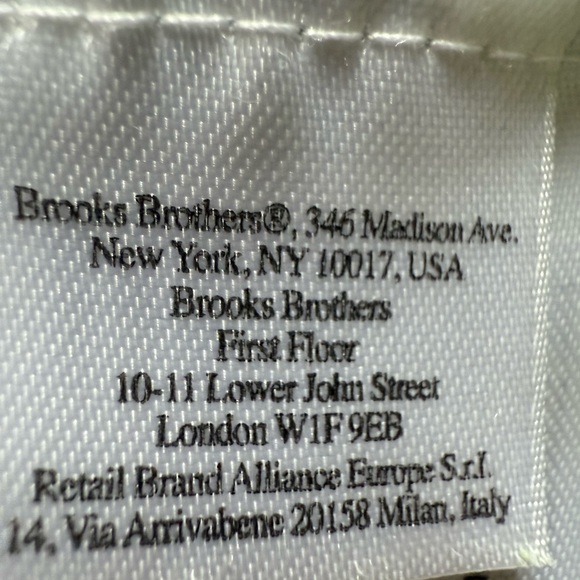 Brooks Brothers®, 346 Madison Ave.
New York, NY 10017, USA
Brooks Brothers
First Floor
10-11 Lower John Street
London W1F 9EB
Retail Brand Alliance Europe S.r.l.
14, Via Arrivabene 20158 Milan, Italy